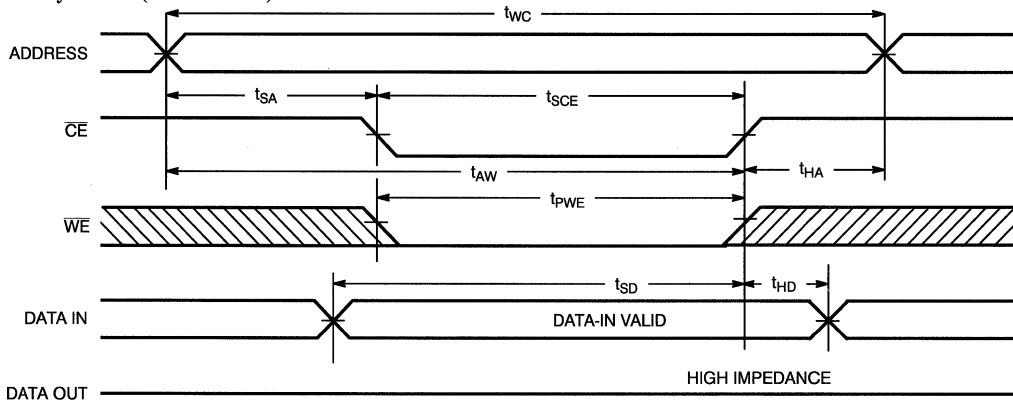 tWC
ADDRESS
tSA
tSCE
CE
tAW
tHA
tPWE
WE
tSD
tHD
DATA IN
DATA-IN VALID
HIGH IMPEDANCE
DATA OUT